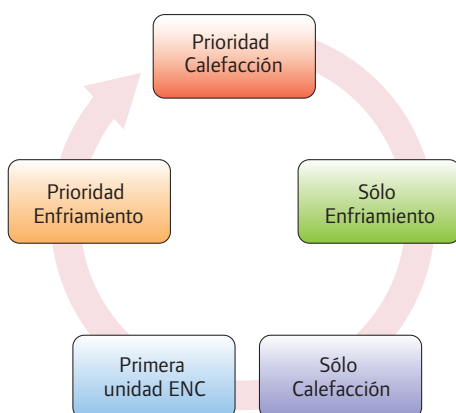 Prioridad
Calefacción
Prioridad
Enfriamiento
Sólo
Enfriamiento
Primera
unidad ENC
Sólo
Calefacción